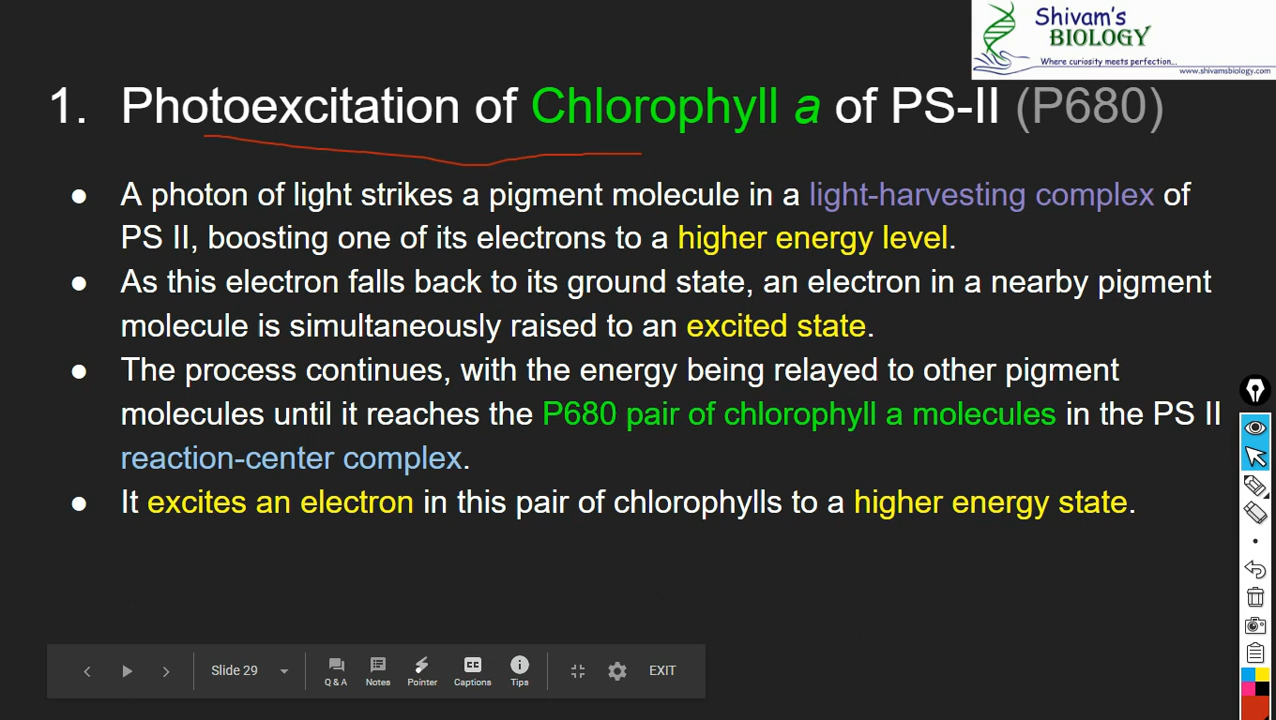 Shivam's
BIOLOGY
Where curiosity meets perfection...
www.shivamsbiology.com
1. Photoexcitation of Chlorophyll a of PS-II (P680)
● A photon of light strikes a pigment molecule in a light-harvesting complex of
PS II, boosting one of its electrons to a higher energy level.
● As this electron falls back to its ground state, an electron in a nearby pigment
molecule is simultaneously raised to an excited state.
● The process continues, with the energy being relayed to other pigment
molecules until it reaches the P680 pair of chlorophyll a molecules in the PS II
reaction-center complex.
● It excites an electron in this pair of chlorophylls to a higher energy state.
Slide 29
Q & A
Notes
Pointer
CC
Captions
Tips
EXIT